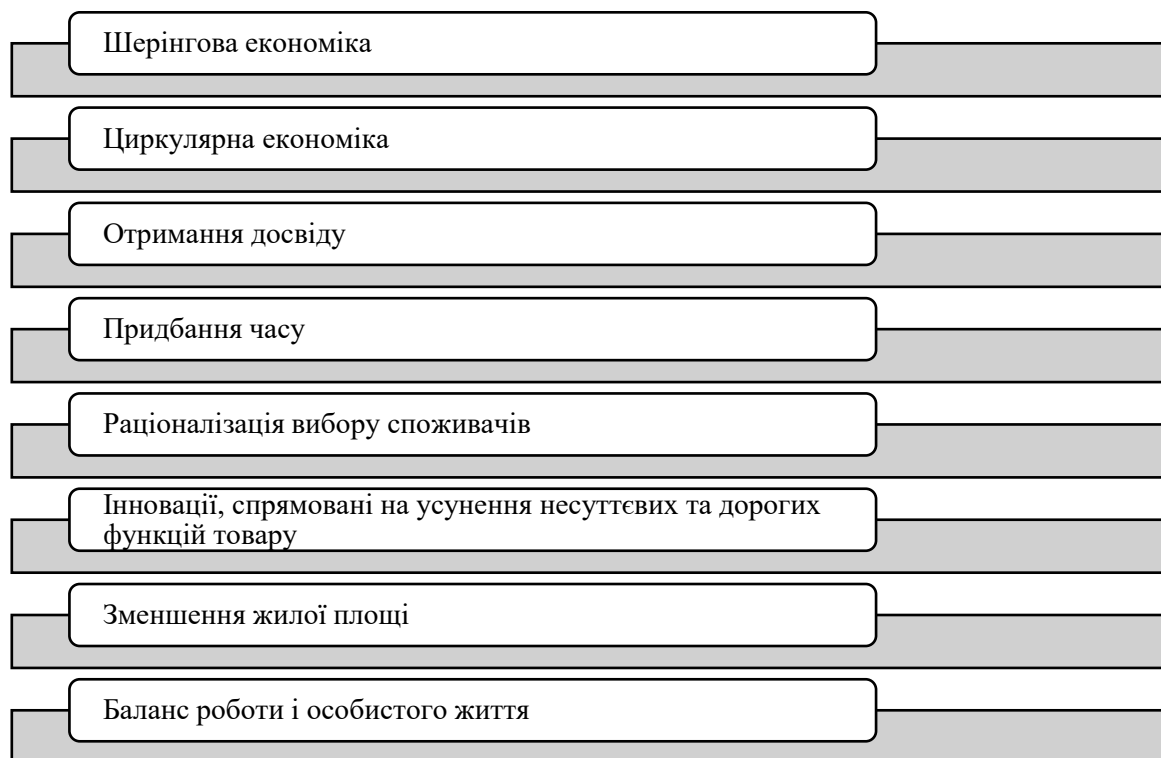 Шерінгова економіка
Циркулярна економіка
Отримання досвіду
Придбання часу
Раціоналізація вибору споживачів
Інновації, спрямовані на усунення несуттєвих та дорогих
функцій товару
Зменшення жилої площі
Баланс роботи і особистого життя